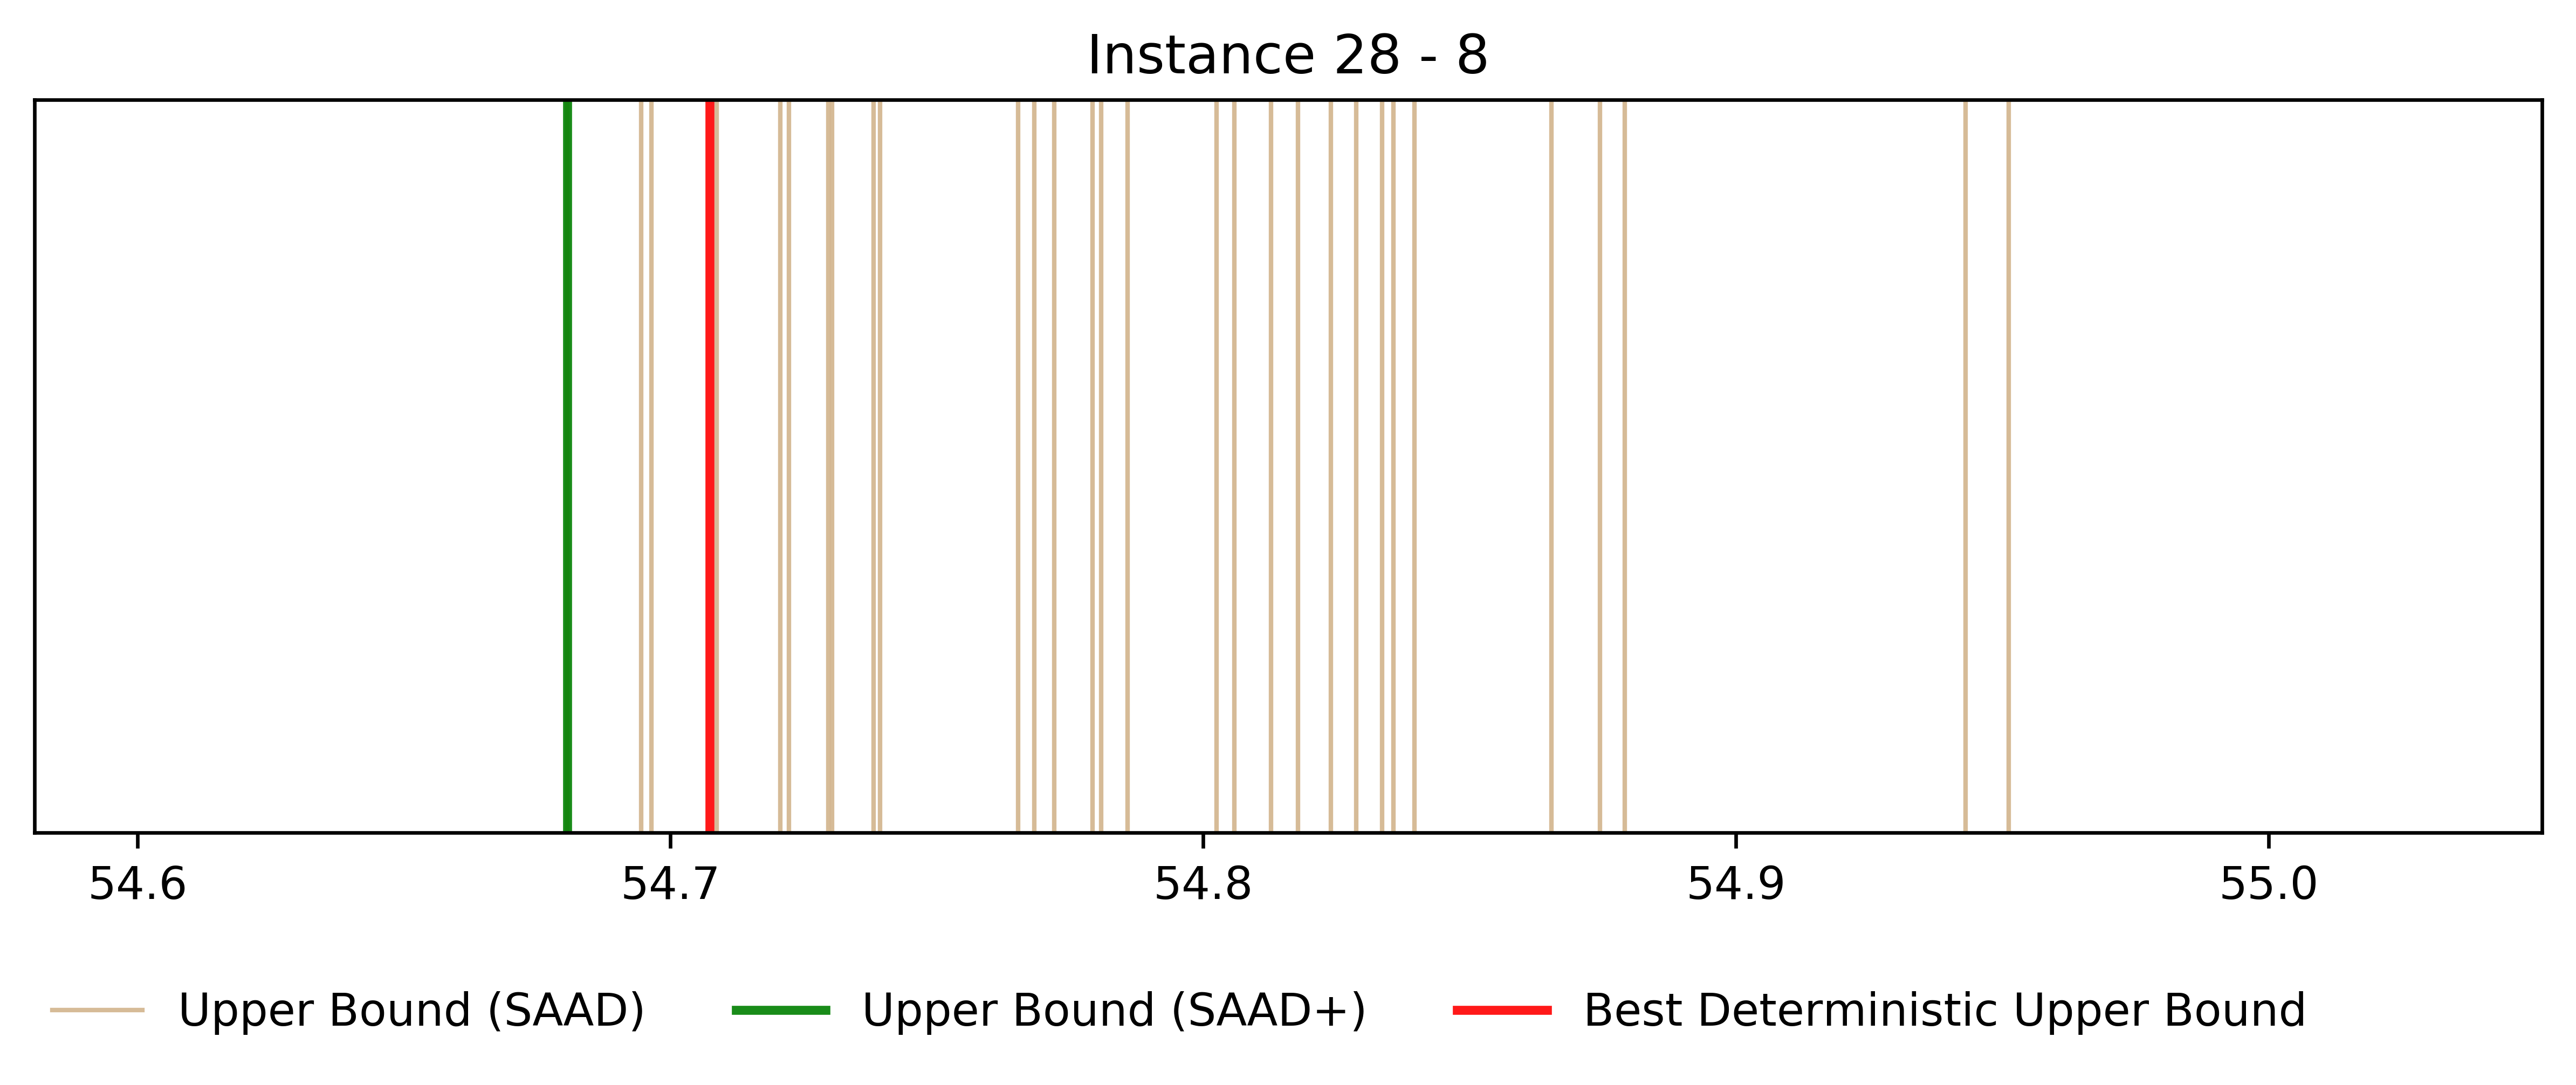 Instance 28 - 8
54.6 54.7 54.8 54.9 55.0
Upper Bound (SAAD) Upper Bound (SAAD+) Best Deterministic Upper Bound